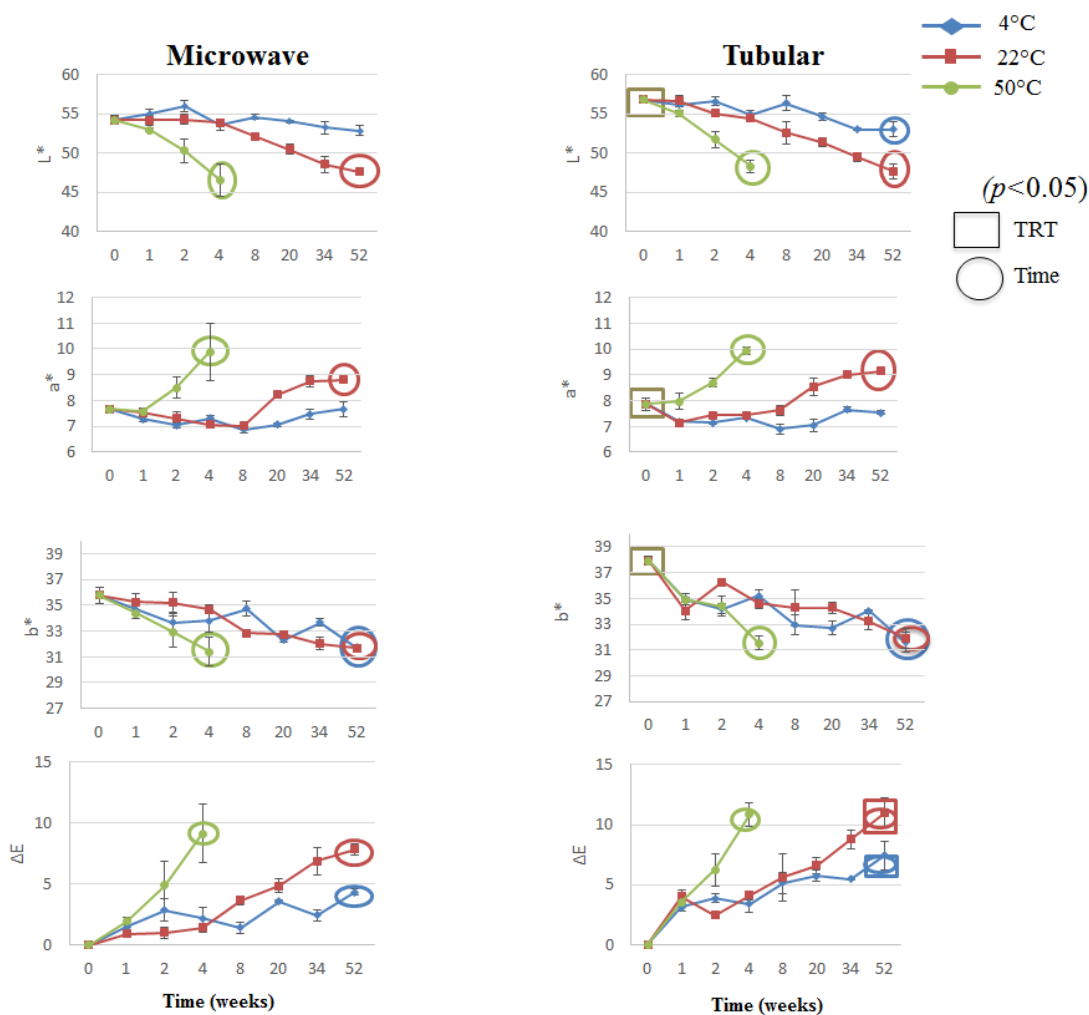 Microwave
Tubular
4°C
22°C
50°C
(p<0.05)
TRT
Time
60
55
50
45
40
L*
0 1 2 4 8 20 34 52
60
55
50
45
40
L*
0 1 2 4 8 20 34 52
12
11
10
9
8
7
6
a*
0 1 2 4 8 20 34 52
12
11
10
9
8
7
6
a*
0 1 2 4 8 20 34 52
39
37
35
33
31
29
27
b*
0 1 2 4 8 20 34 52
39
37
35
33
31
29
27
b*
0 1 2 4 8 20 34 52
15
10
5
0
ΔE
0 1 2 4 8 20 34 52
Time (weeks)
15
10
5
0
ΔE
0 1 2 4 8 20 34 52
Time (weeks)